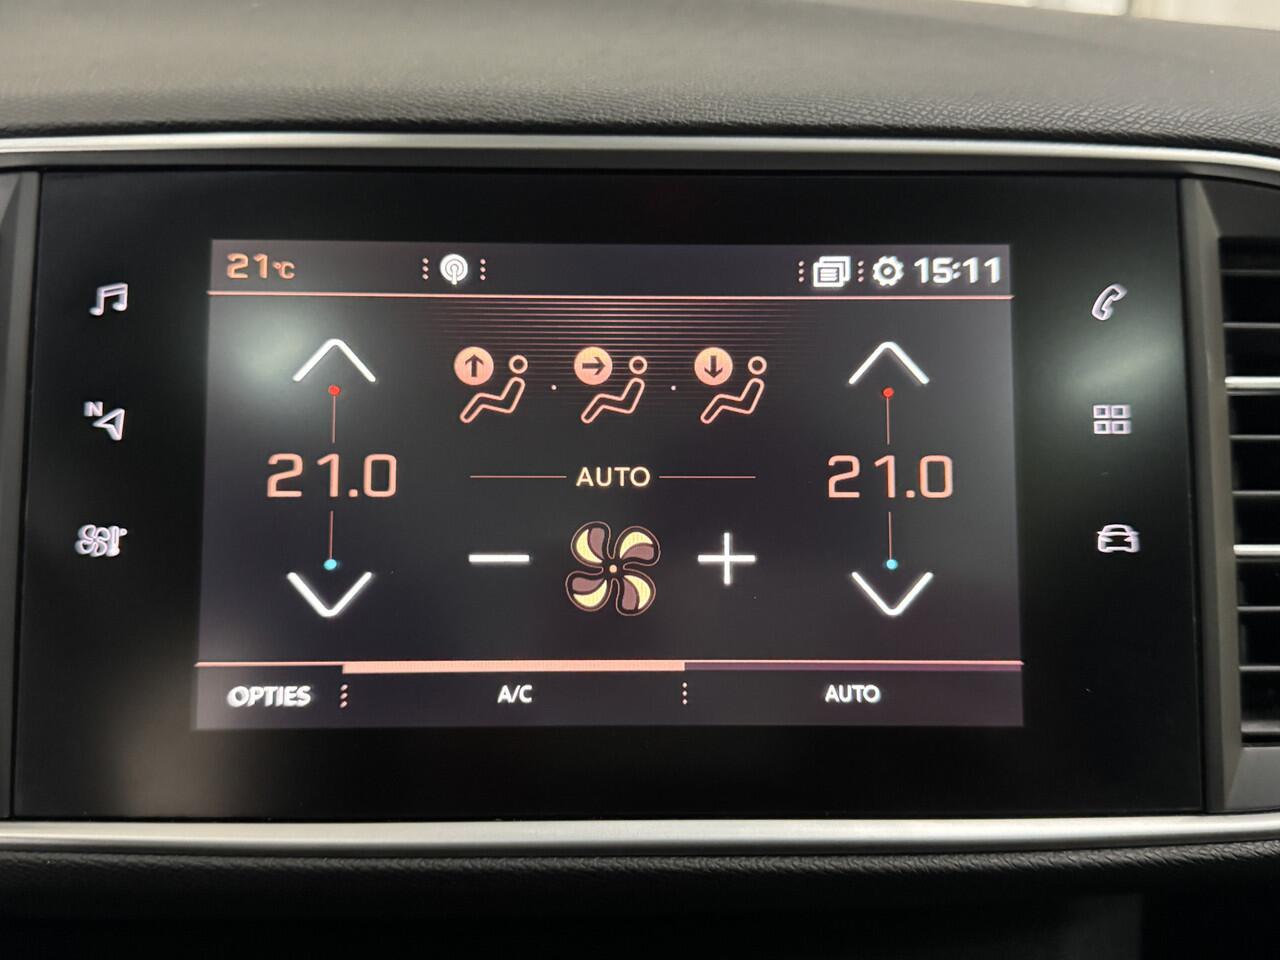 21°C 15:11
N
21.0 AUTO 21.0
OPTIES A/C AUTO